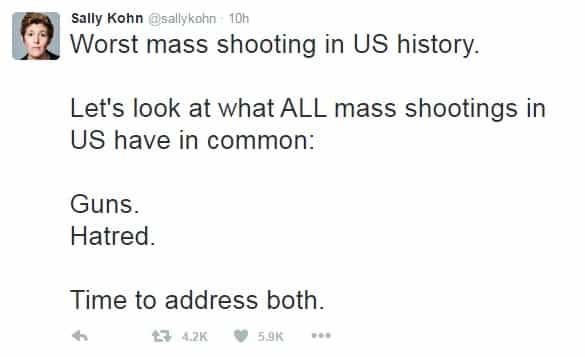 Sally Kohn @sallykohn · 10h
Worst mass shooting in US history.
Let's look at what ALL mass shootings in
US have in common:
Guns.
Hatred.
Time to address both.
4.2K 5.9K